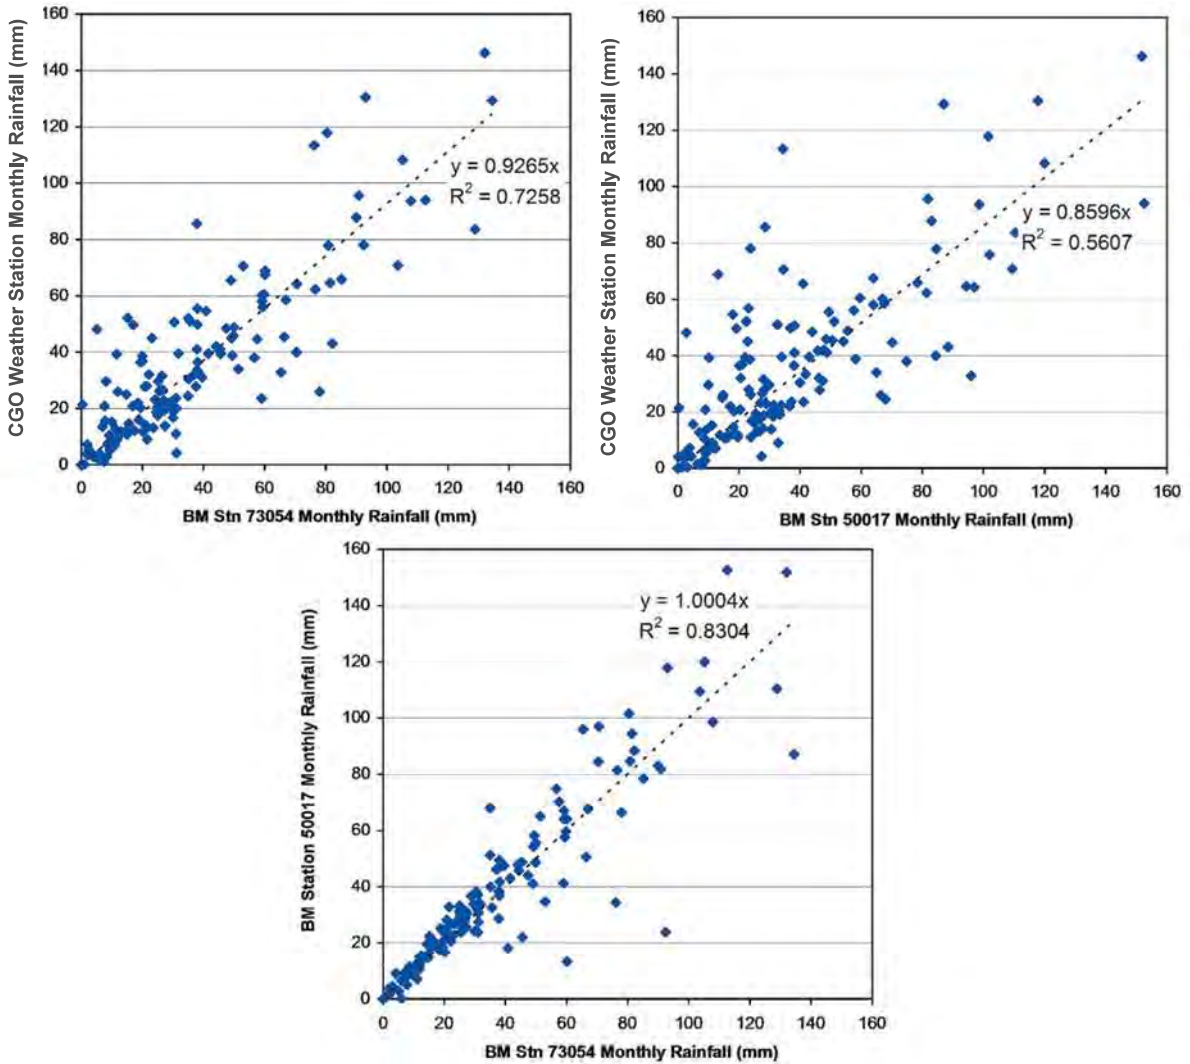 CGO Weather Station Monthly Rainfall (mm)
160
140
120
100
80
60
40
20
0
y = 0.9265x
R² = 0.7258
0 20 40 60 80 100 120 140 160
BM Stn 73054 Monthly Rainfall (mm)
CGO Weather Station Monthly Rainfall (mm)
160
140
120
100
80
60
40
20
0
y = 0.8596x
R² = 0.5607
0 20 40 60 80 100 120 140 160
BM Stn 50017 Monthly Rainfall (mm)
BM Station 50017 Monthly Rainfall (mm)
160
140
120
100
80
60
40
20
0
y = 1.0004x
R² = 0.8304
0 20 40 60 80 100 120 140 160
BM Stn 73054 Monthly Rainfall (mm)